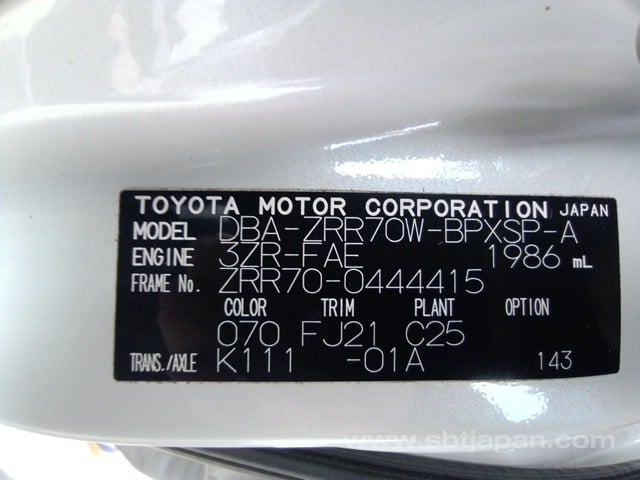 TOYOTA MOTOR CORPORATION JAPAN
MODEL DBA-ZRR70W-BPXSP-A
ENGINE 3ZR-FAE 1986 mL
FRAME No. ZRR70-0444415
COLOR TRIM PLANT OPTION
070 FJ21 C25
TRANS./AXLE K111 -01A 143
www.sbtjapan.com